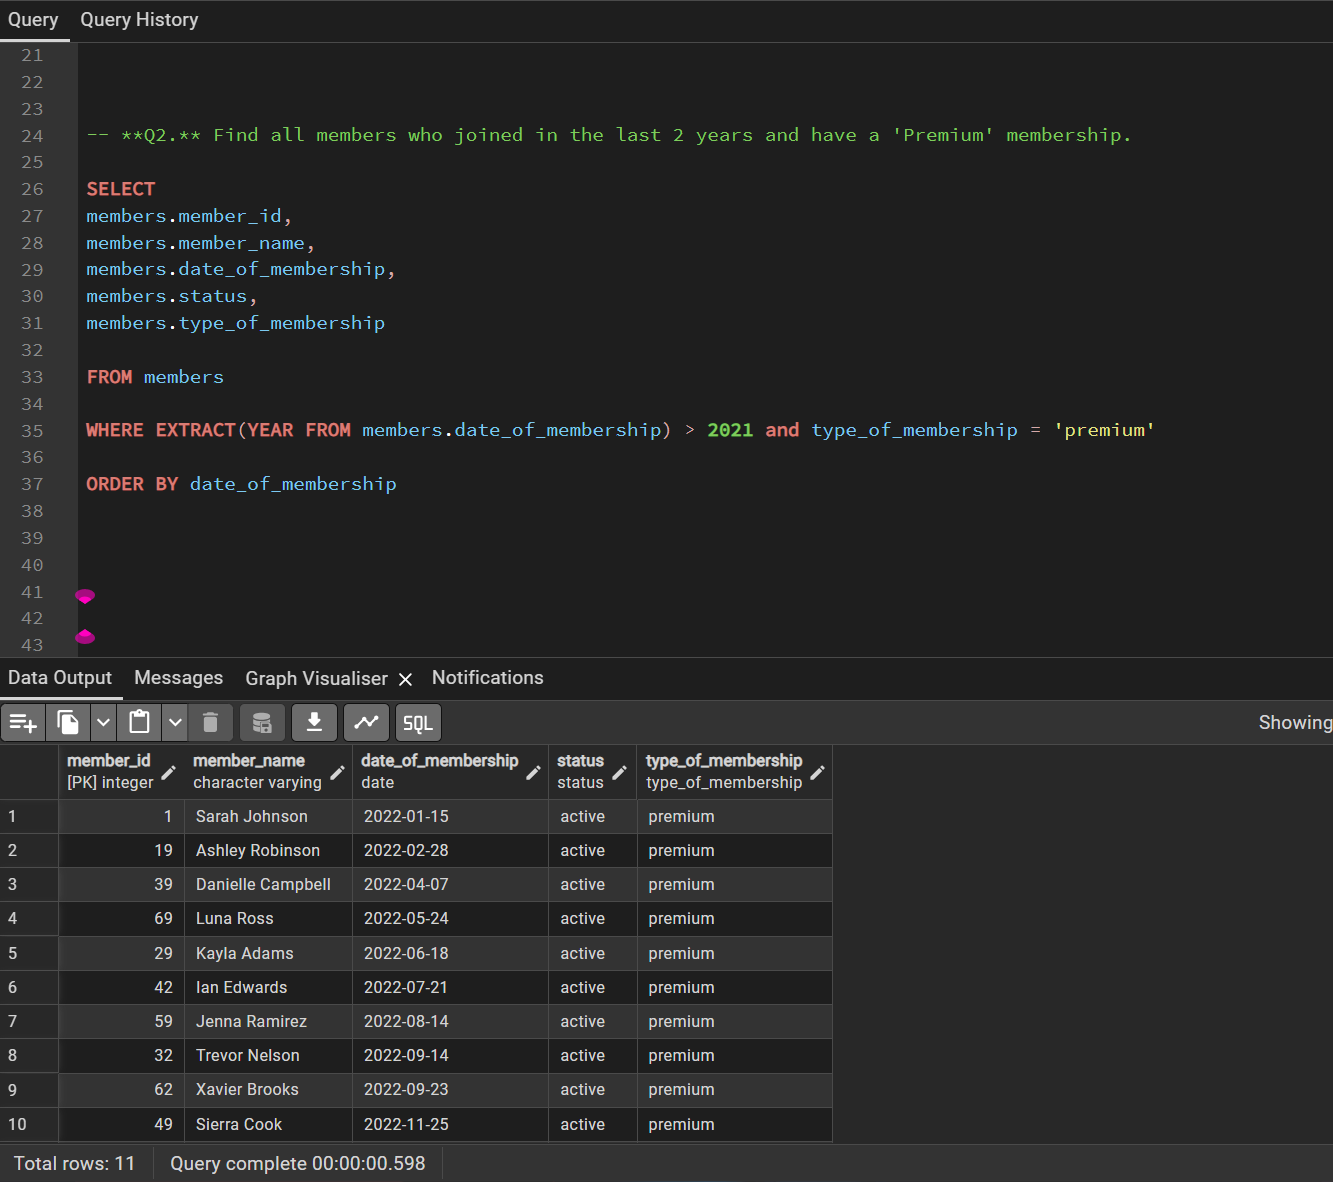 Query Query History
21
22
23
24 -- **Q2.** Find all members who joined in the last 2 years and have a 'Premium' membership.
25
26 SELECT
27 members.member_id,
28 members.member_name,
29 members.date_of_membership,
30 members.status,
31 members.type_of_membership
32
33 FROM members
34
35 WHERE EXTRACT(YEAR FROM members.date_of_membership) > 2021 and type_of_membership = 'premium'
36
37 ORDER BY date_of_membership
38
39
40
41
42
43
Data Output Messages Graph Visualiser Notifications
SQL Showing
member_id member_name date_of_membership status type_of_membership
[PK] integer character varying date status type_of_membership
1 1 Sarah Johnson 2022-01-15 active premium
2 19 Ashley Robinson 2022-02-28 active premium
3 39 Danielle Campbell 2022-04-07 active premium
4 69 Luna Ross 2022-05-24 active premium
5 29 Kayla Adams 2022-06-18 active premium
6 42 Ian Edwards 2022-07-21 active premium
7 59 Jenna Ramirez 2022-08-14 active premium
8 32 Trevor Nelson 2022-09-14 active premium
9 62 Xavier Brooks 2022-09-23 active premium
10 49 Sierra Cook 2022-11-25 active premium
Total rows: 11 Query complete 00:00:00.598